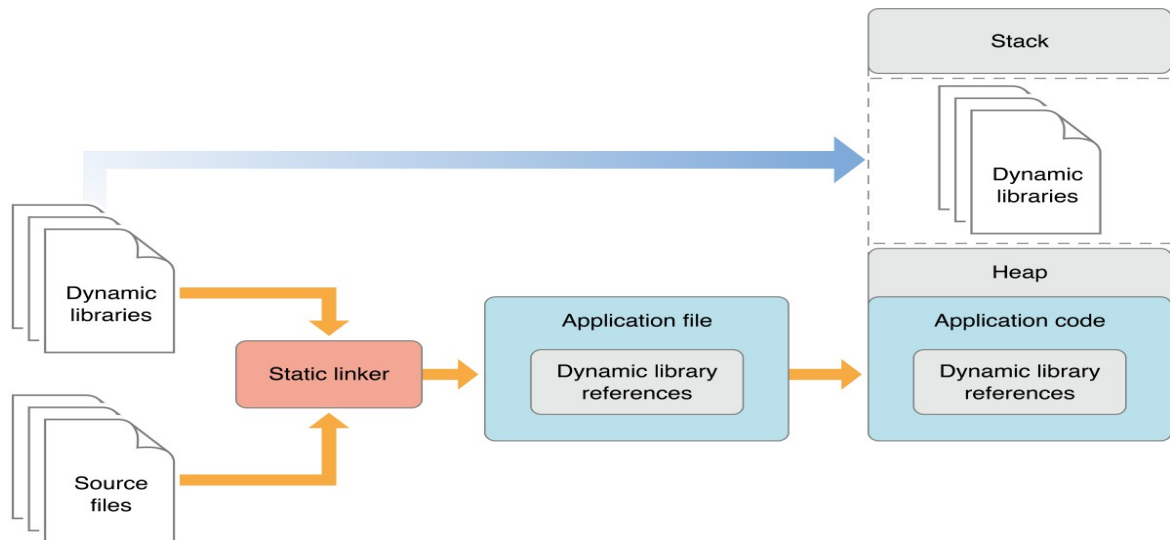 Stack
Dynamic
libraries
Dynamic
libraries
Heap
Application file
Application code
Static linker
Dynamic library
references
Dynamic library
references
Source
files